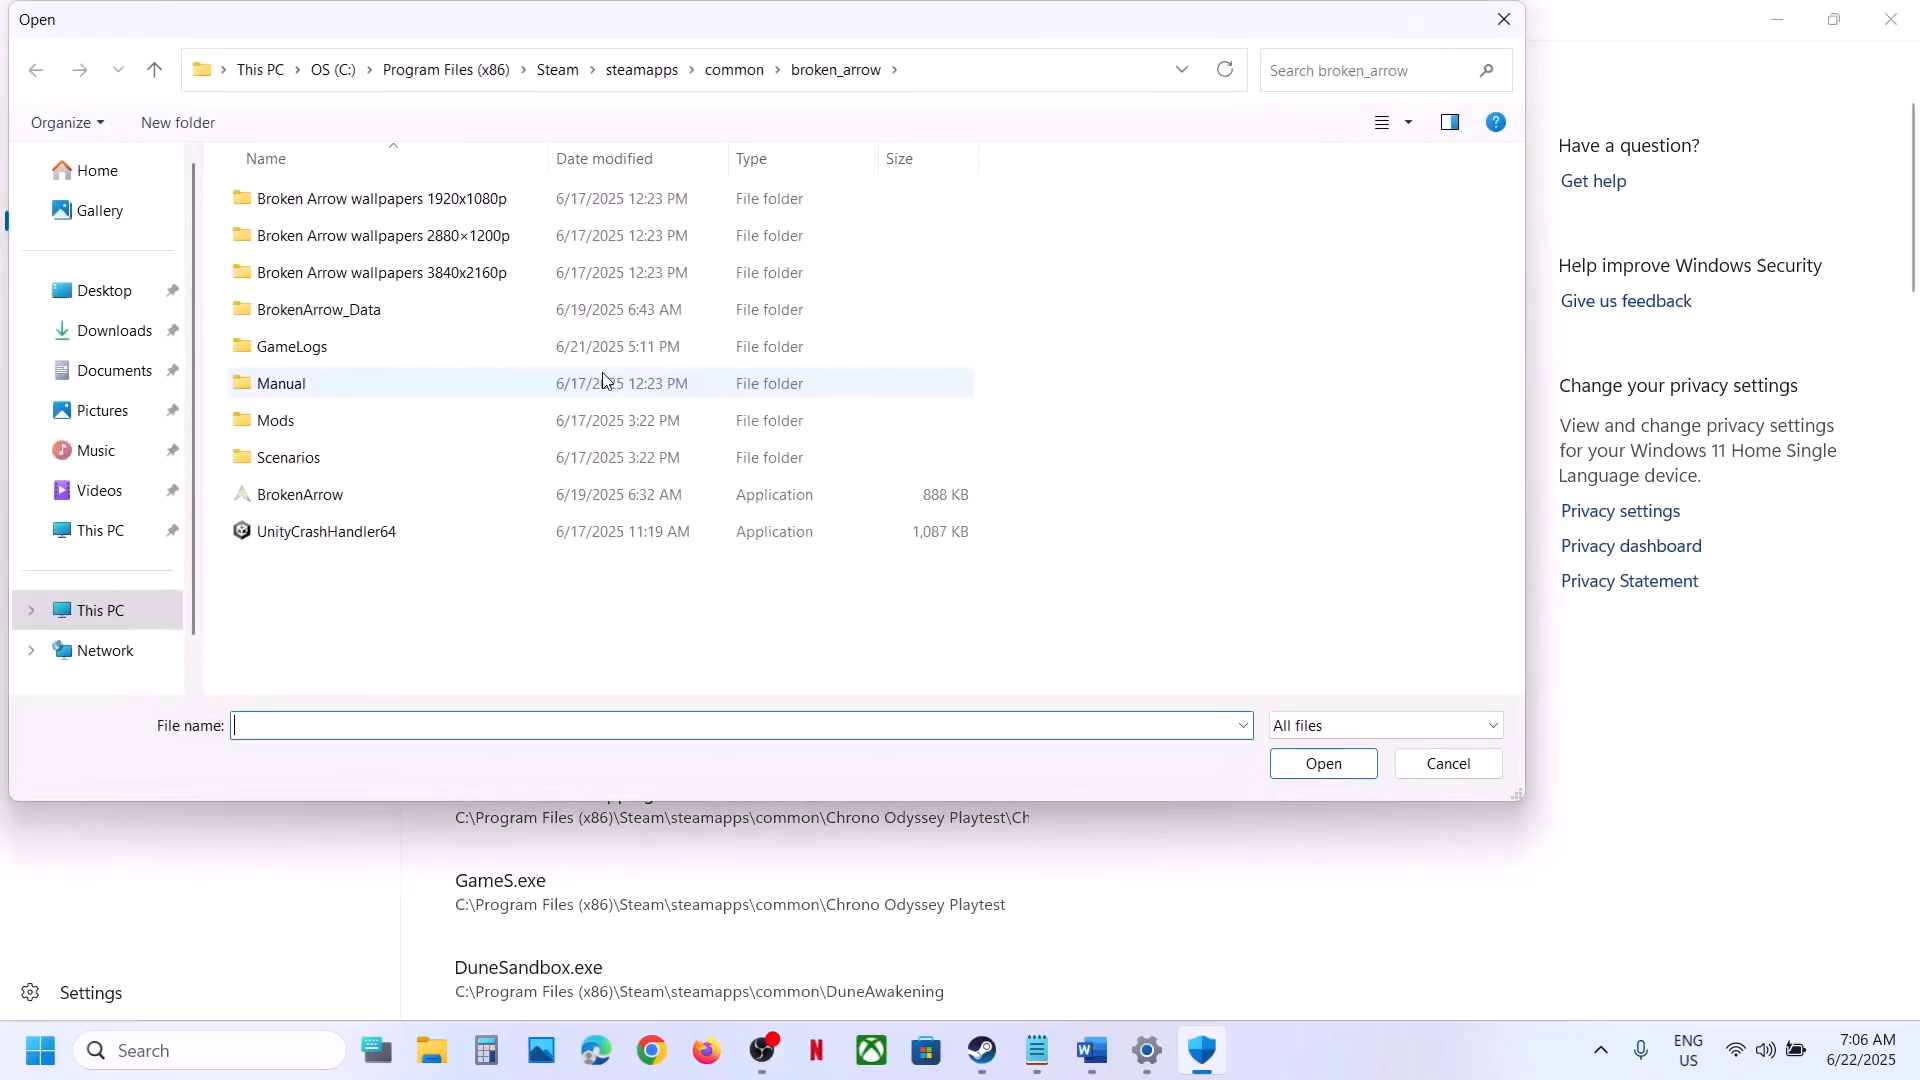 Open
This PC > OS (C:) > Program Files (x86) > Steam > steamapps > common > broken_arrow >
Search broken_arrow
Organize
New folder
Name Date modified Type Size
Home
Gallery
Desktop
Downloads
Documents
Pictures
Music
Videos
This PC
This PC
Network
Broken Arrow wallpapers 1920x1080p 6/17/2025 12:23 PM File folder
Broken Arrow wallpapers 2880×1200p 6/17/2025 12:23 PM File folder
Broken Arrow wallpapers 3840x2160p 6/17/2025 12:23 PM File folder
BrokenArrow_Data 6/19/2025 6:43 AM File folder
GameLogs 6/21/2025 5:11 PM File folder
Manual 6/17/2025 12:23 PM File folder
Mods 6/17/2025 3:22 PM File folder
Scenarios 6/17/2025 3:22 PM File folder
BrokenArrow 6/19/2025 6:32 AM Application 888 KB
UnityCrashHandler64 6/17/2025 11:19 AM Application 1,087 KB
File name:
All files
Open
Cancel
Have a question?
Get help
Help improve Windows Security
Give us feedback
Change your privacy settings
View and change privacy settings
for your Windows 11 Home Single
Language device.
Privacy settings
Privacy dashboard
Privacy Statement
C:\Program Files (x86)\Steam\steamapps\common\Chrono Odyssey Playtest\Ch
GameS.exe
C:\Program Files (x86)\Steam\steamapps\common\Chrono Odyssey Playtest
DuneSandbox.exe
C:\Program Files (x86)\Steam\steamapps\common\DuneAwakening
Settings
Search
ENG
US
7:06 AM
6/22/2025